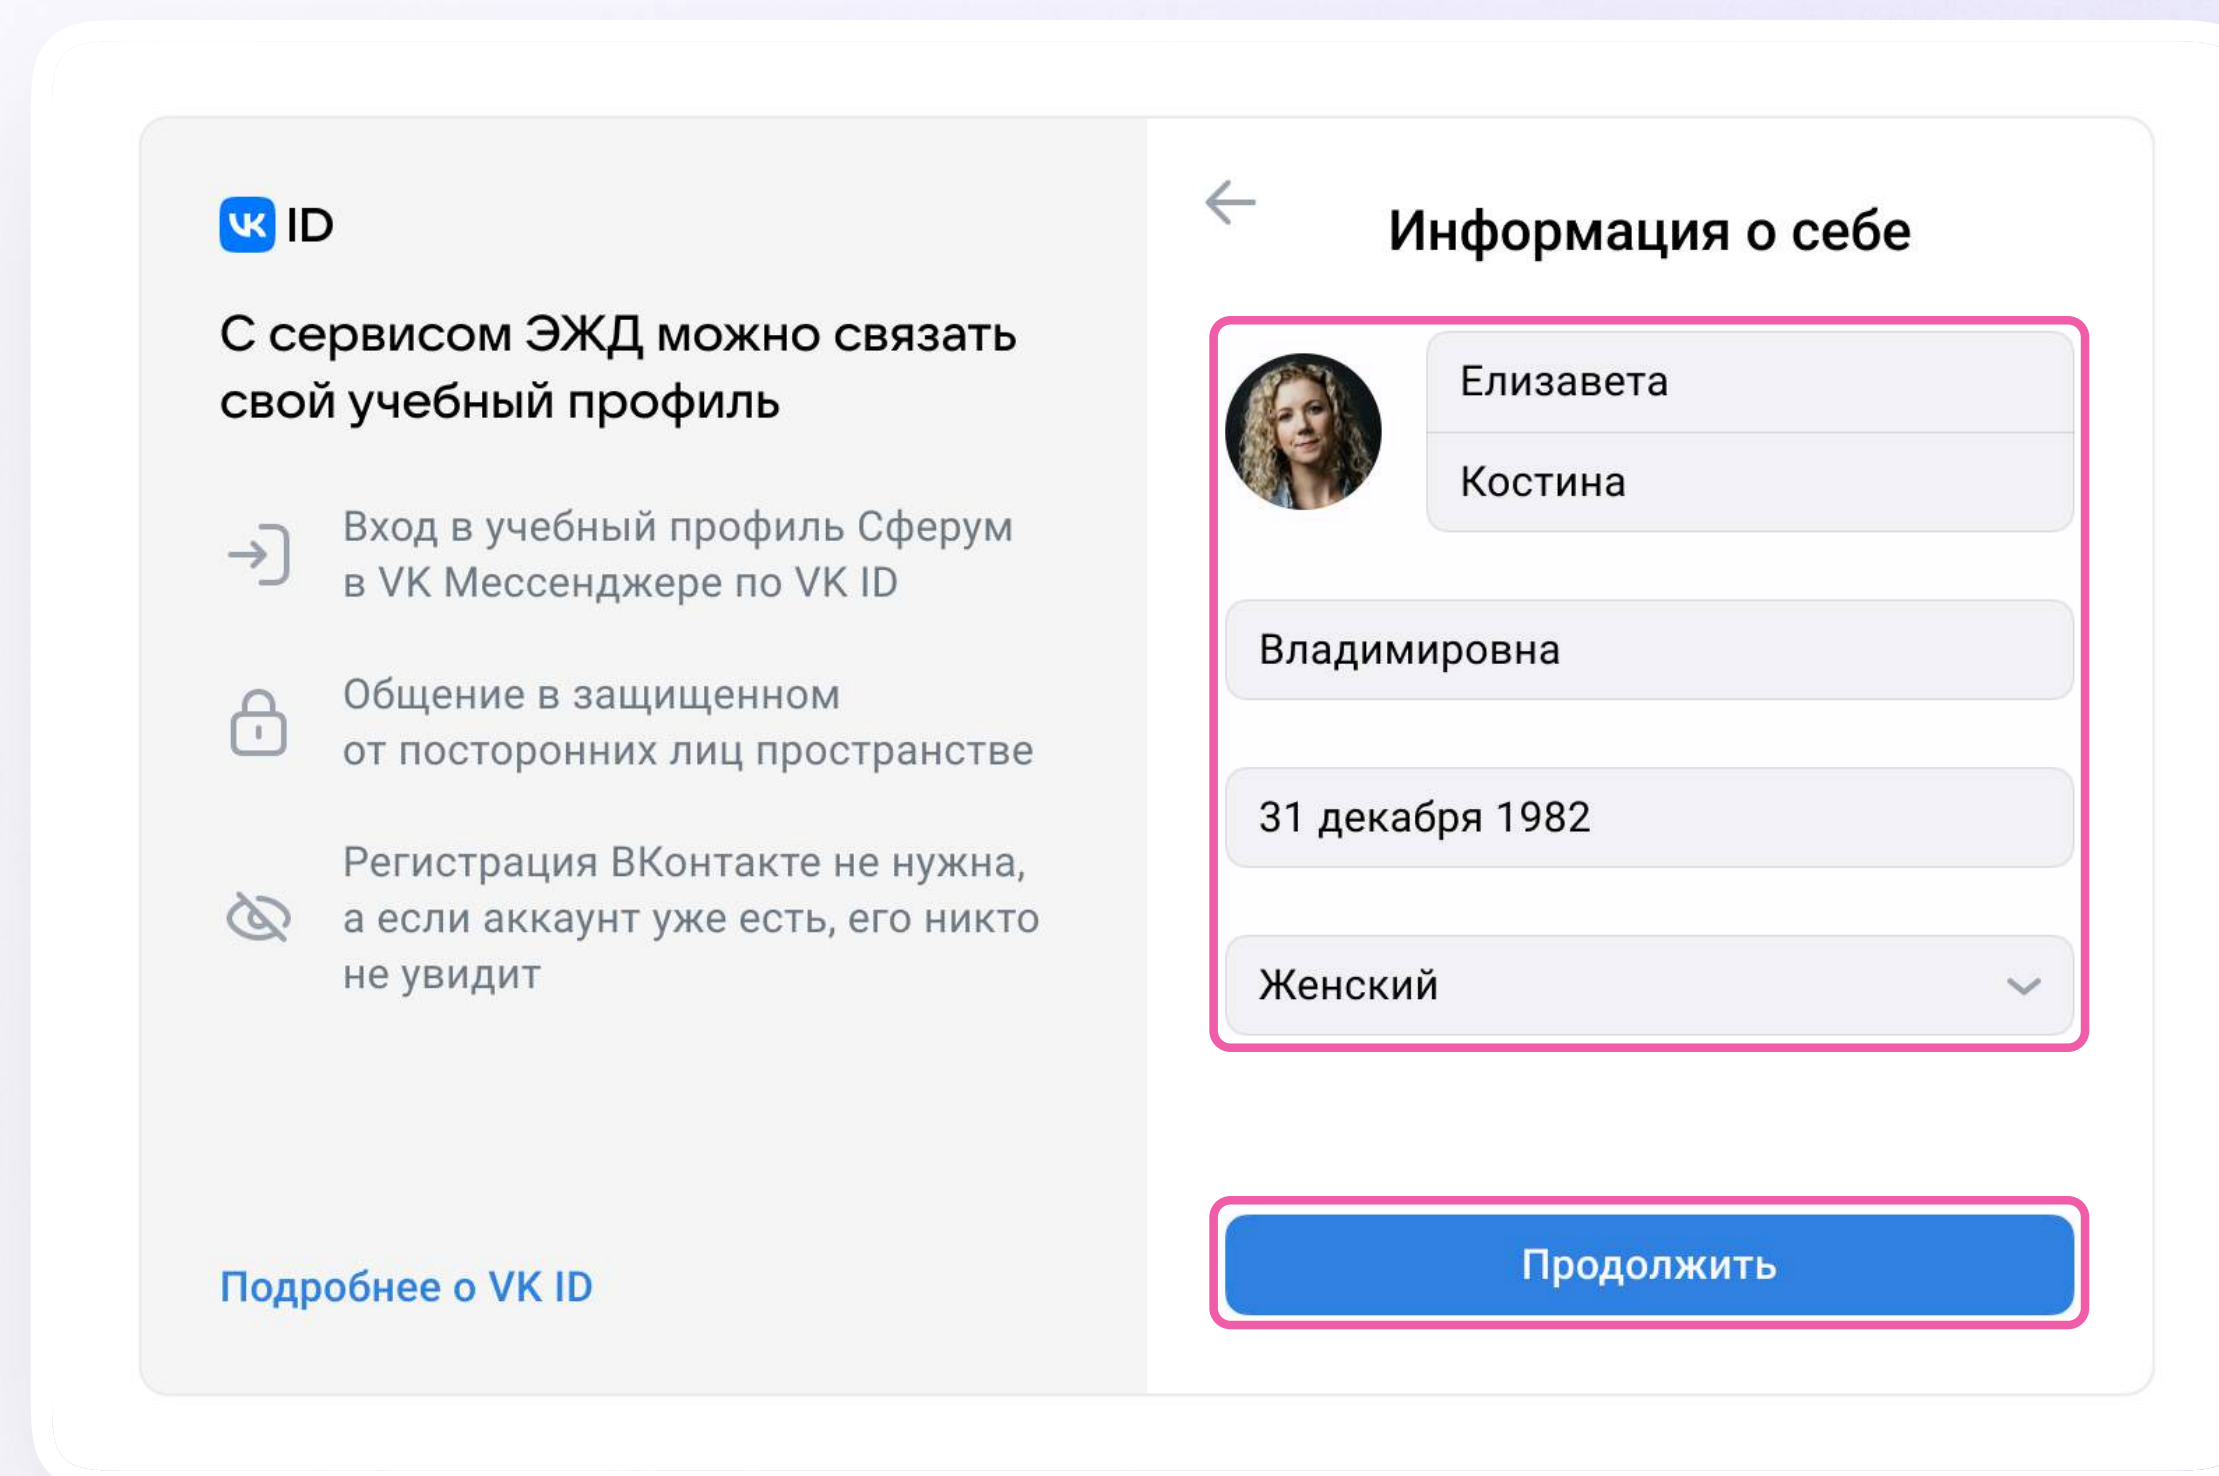 VK ID
С сервисом ЭЖД можно связать
свой учебный профиль
Вход в учебный профиль Сферум
в VK Мессенджере по VK ID
Общение в защищенном
от посторонних лиц пространстве
Регистрация ВКонтакте не нужна,
а если аккаунт уже есть, его никто
не увидит
Подробнее о VK ID
Информация о себе
Елизавета
Костина
Владимировна
31 декабря 1982
Женский
Продолжить